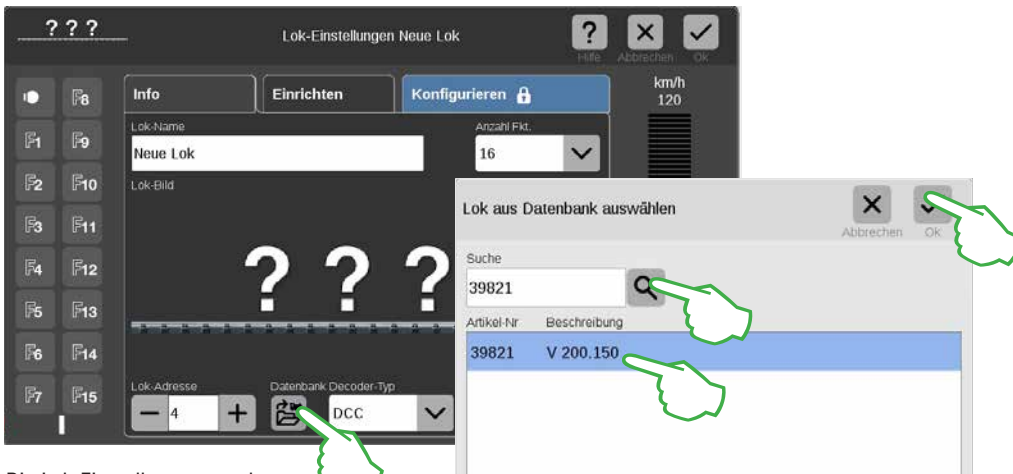 ? ? ?
Lok-Einstellungen Neue Lok
?
Hilfe
Abbrechen
Ok
F8
Info
Einrichten
Konfigurieren
km/h
120
F1
F9
Lok-Name
Anzahl Fkt.
Neue Lok
16
F2
F10
Lok-Bild
F3
F11
? ? ?
F4
F12
F5
F13
F6
F14
F7
F15
Lok-Adresse
Datenbank
Decoder-Typ
4
DCC
Lok aus Datenbank auswählen
Abbrechen
Ok
Suche
39821
Artikel-Nr
Beschreibung
39821
V 200.150